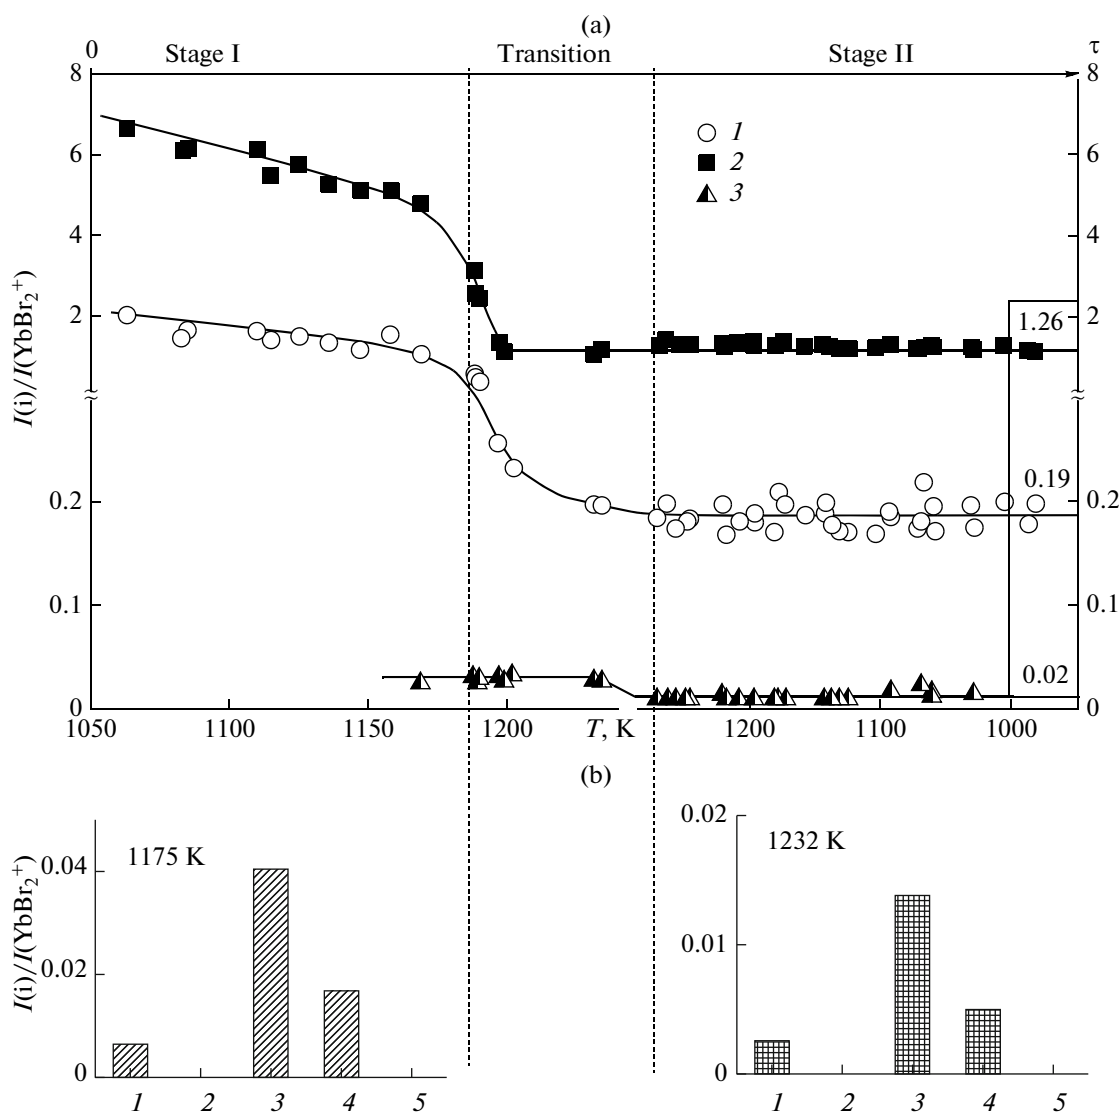 (a)
0 Stage I Transition Stage II τ
8 8
6 6
4 4
2 2
0.2 0.2
0.1 0.1
0 0
I(i)/I(YbBr₂⁺)
1
2
3
1.26
0.19
0.02
1050 1100 1150 1200 T, K 1200 1100 1000
(b)
I(i)/I(YbBr₂⁺)
0.04
0.02
0
1175 K
1 2 3 4 5
0.02
0.01
0
1232 K
1 2 3 4 5